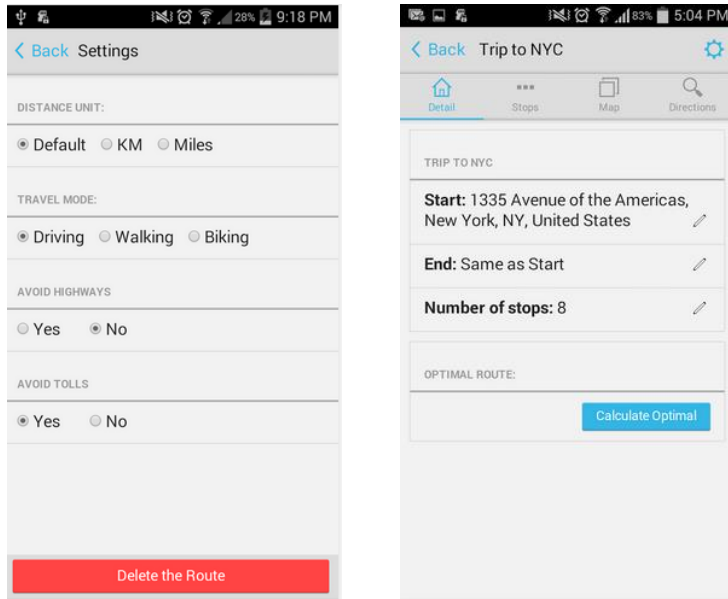 28% 9:18 PM
Back Settings
DISTANCE UNIT:
Default KM Miles
TRAVEL MODE:
Driving Walking Biking
AVOID HIGHWAYS
Yes No
AVOID TOLLS
Yes No
Delete the Route
83% 5:04 PM
Back Trip to NYC
Detail Stops Map Directions
TRIP TO NYC
Start: 1335 Avenue of the Americas,
New York, NY, United States
End: Same as Start
Number of stops: 8
OPTIMAL ROUTE:
Calculate Optimal